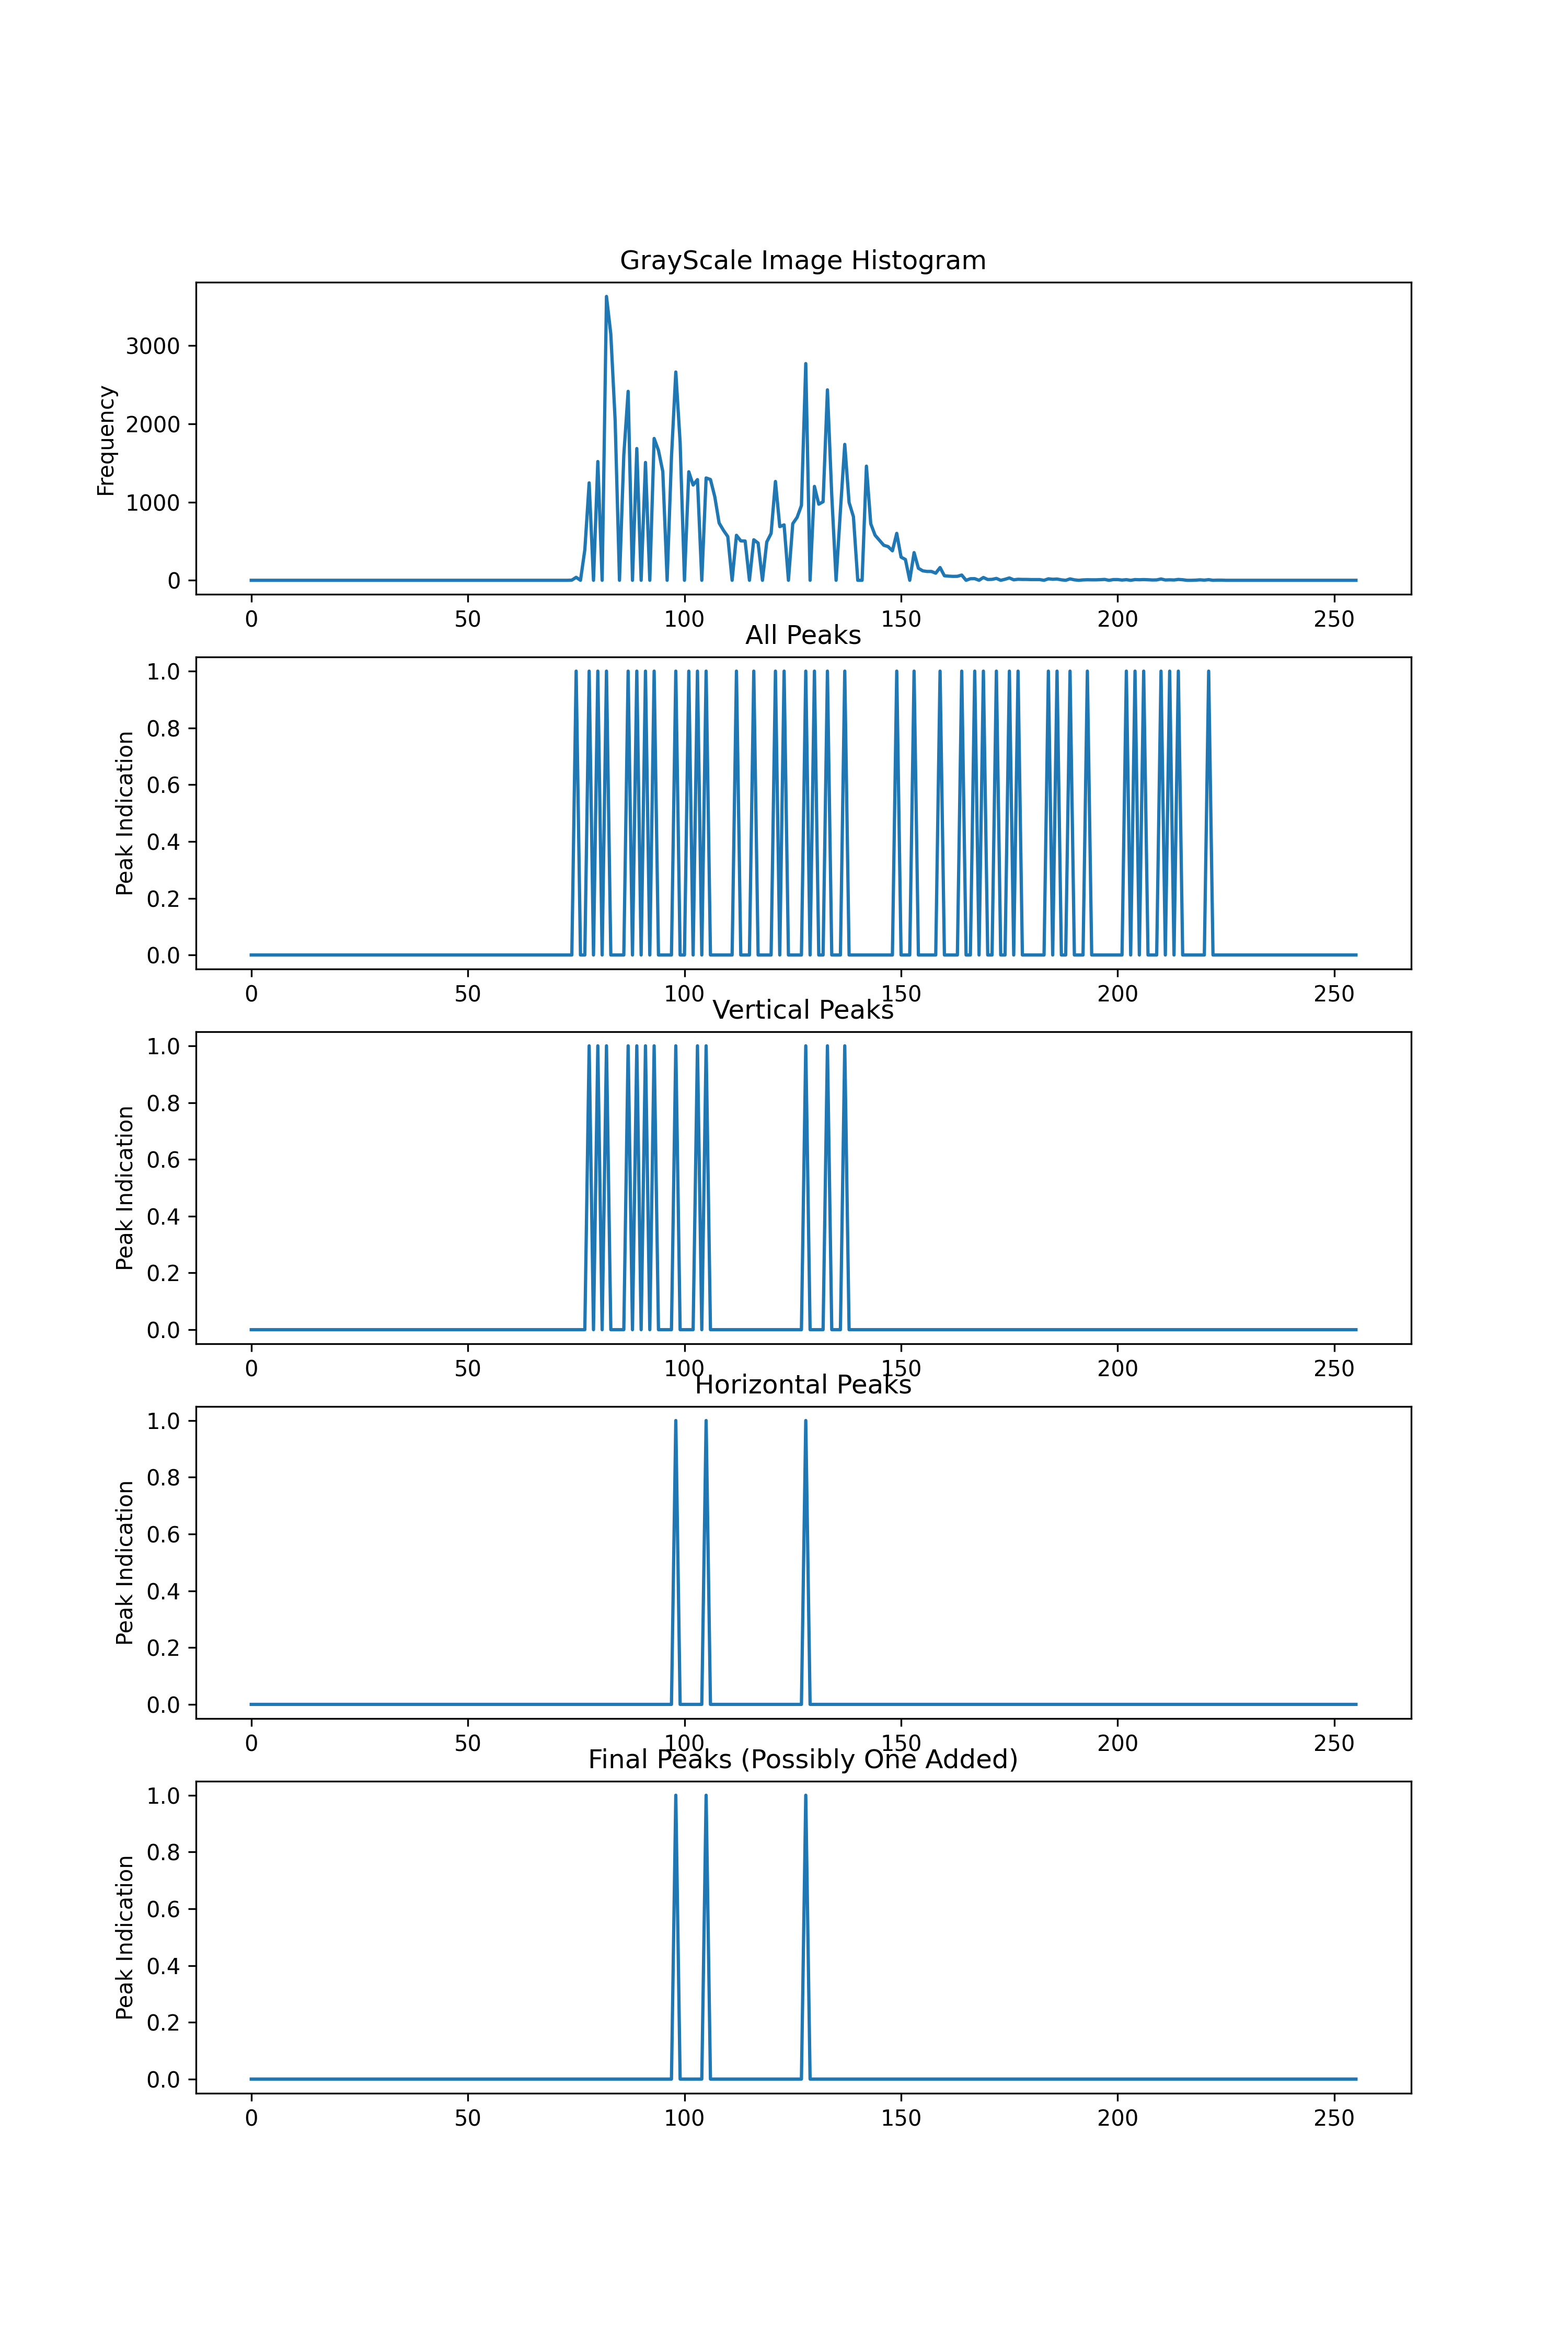 GrayScale Image Histogram
Frequency
3000
2000
1000
0
0 50 100 150 200 250
All Peaks
Peak Indication
1.0
0.8
0.6
0.4
0.2
0.0
0 50 100 150 200 250
Vertical Peaks
Peak Indication
1.0
0.8
0.6
0.4
0.2
0.0
0 50 100 150 200 250
Horizontal Peaks
Peak Indication
1.0
0.8
0.6
0.4
0.2
0.0
0 50 100 150 200 250
Final Peaks (Possibly One Added)
Peak Indication
1.0
0.8
0.6
0.4
0.2
0.0
0 50 100 150 200 250